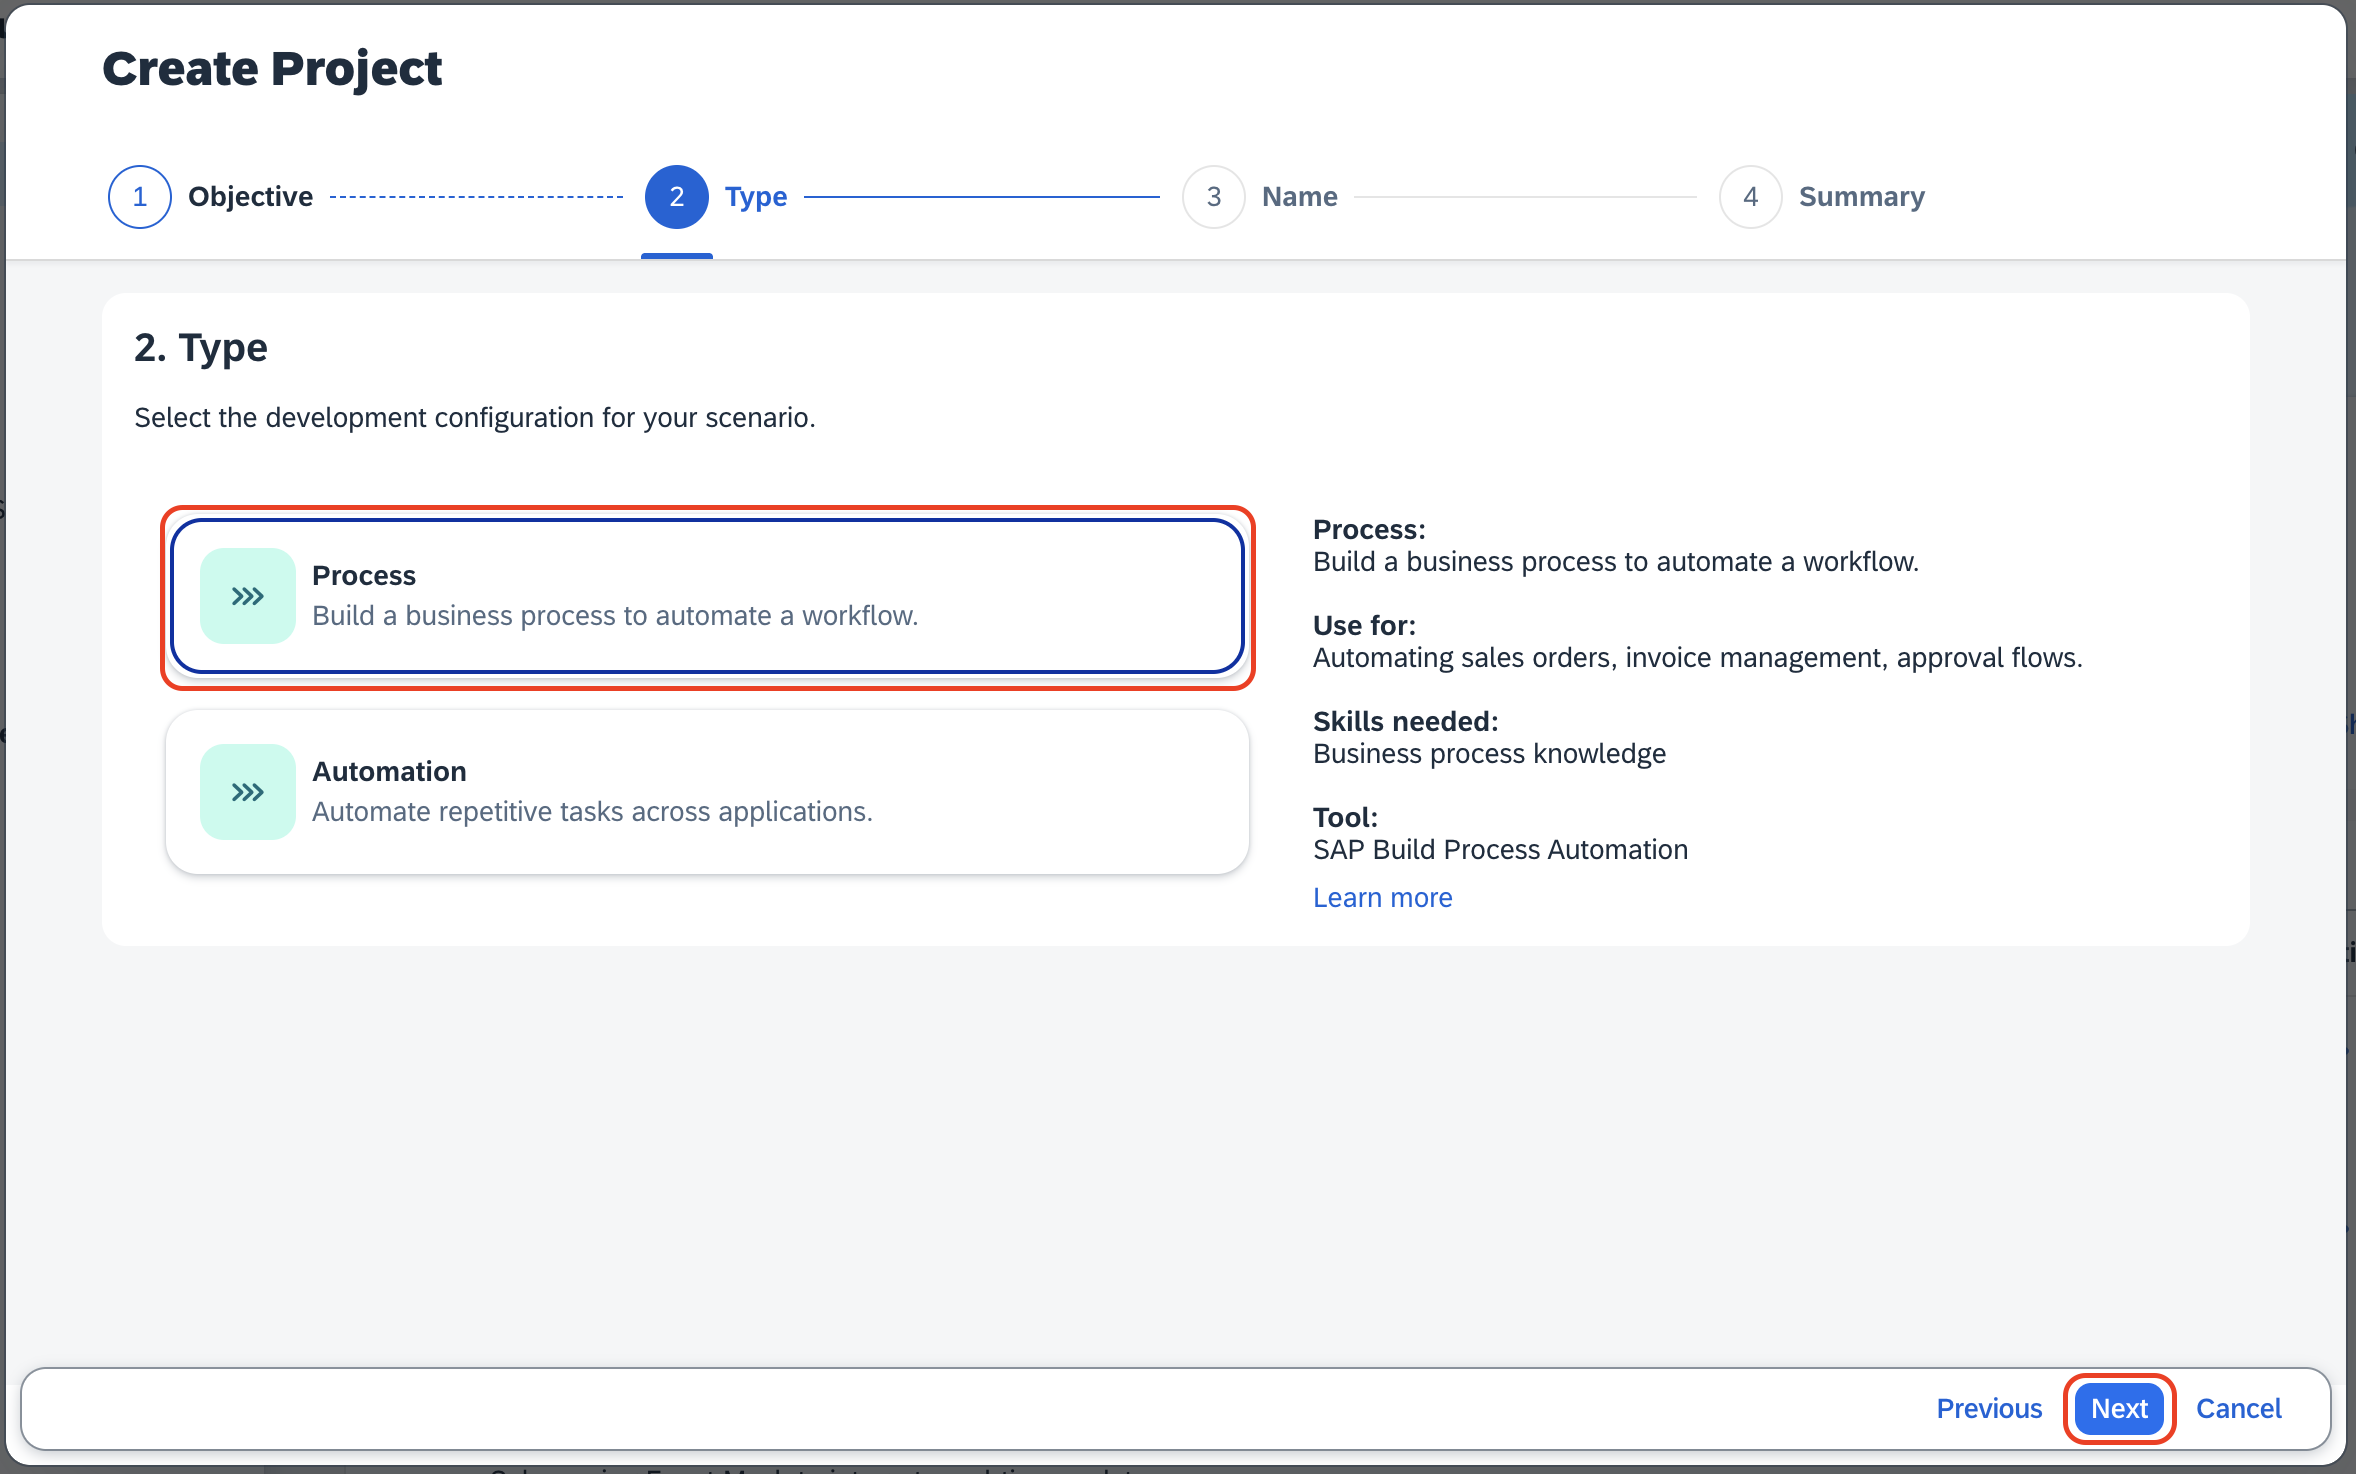 Create Project
1 Objective 2 Type 3 Name 4 Summary
2. Type
Select the development configuration for your scenario.
Process
Build a business process to automate a workflow.
Automation
Automate repetitive tasks across applications.
Process:
Build a business process to automate a workflow.
Use for:
Automating sales orders, invoice management, approval flows.
Skills needed:
Business process knowledge
Tool:
SAP Build Process Automation
Learn more
Previous Next Cancel